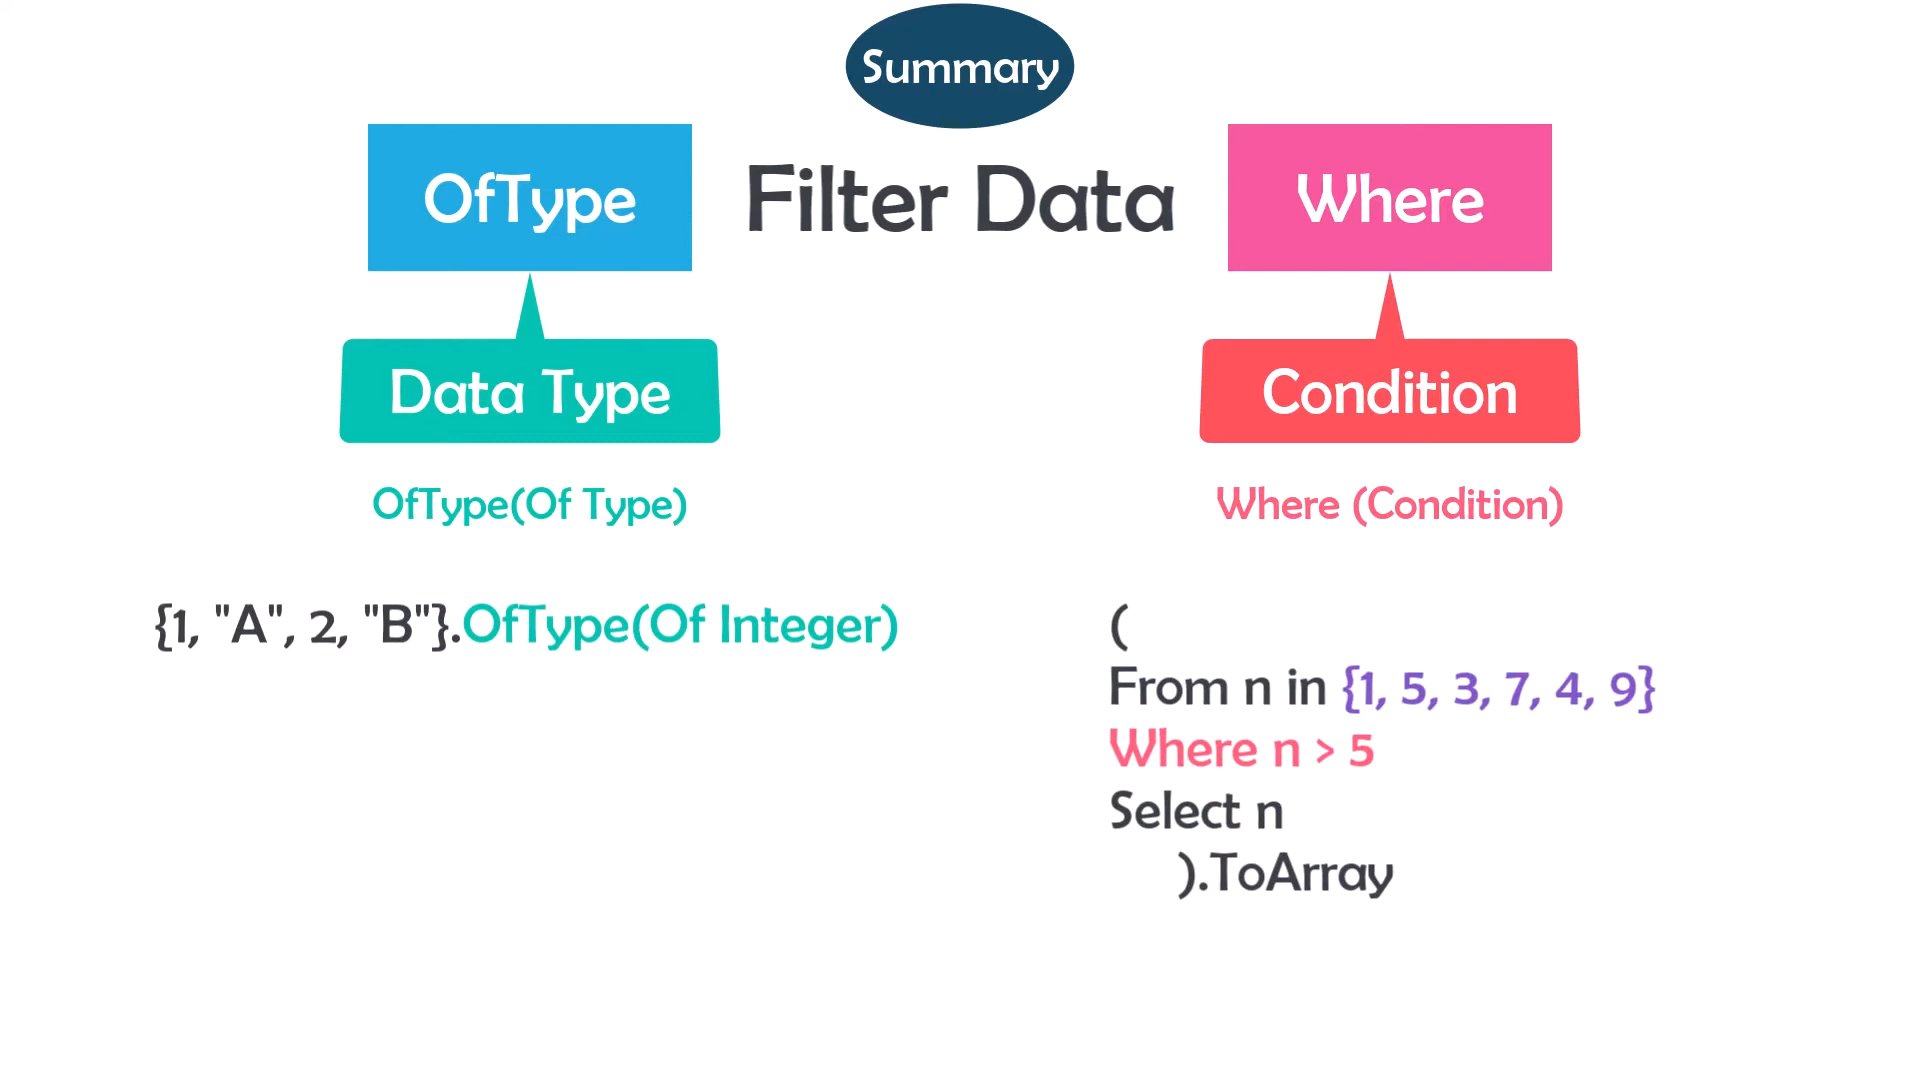 Summary
OfType
Filter Data
Where
Data Type
Condition
OfType(Of Type)
Where (Condition)
{1, "A", 2, "B"}.OfType(Of Integer)
(
From n in {1, 5, 3, 7, 4, 9}
Where n > 5
Select n
).ToArray